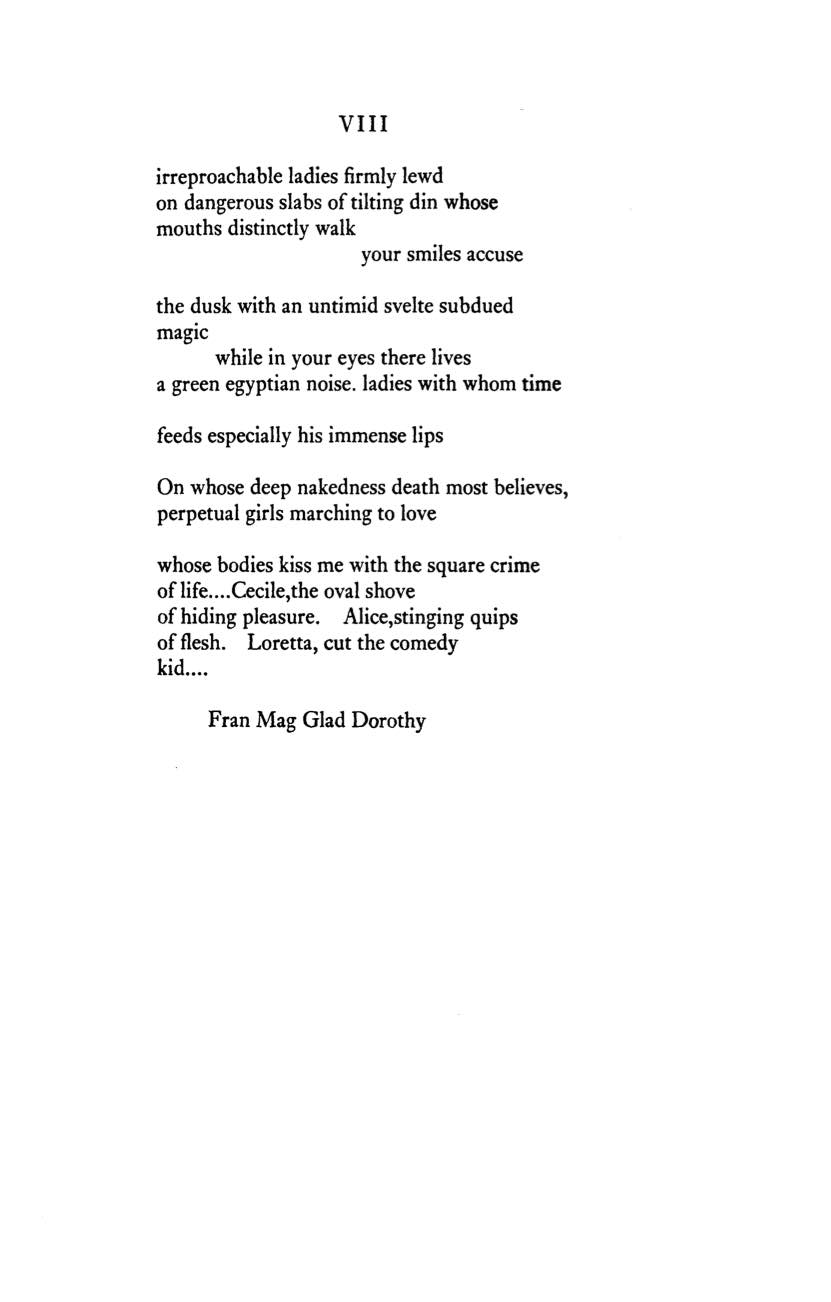 VIII
irreproachable ladies firmly lewd
on dangerous slabs of tilting din whose
mouths distinctly walk
your smiles accuse
the dusk with an untimid svelte subdued
magic
while in your eyes there lives
a green egyptian noise. ladies with whom time
feeds especially his immense lips
On whose deep nakedness death most believes,
perpetual girls marching to love
whose bodies kiss me with the square crime
of life....Cecile,the oval shove
of hiding pleasure. Alice,stinging quips
of flesh. Loretta, cut the comedy
kid....
Fran Mag Glad Dorothy